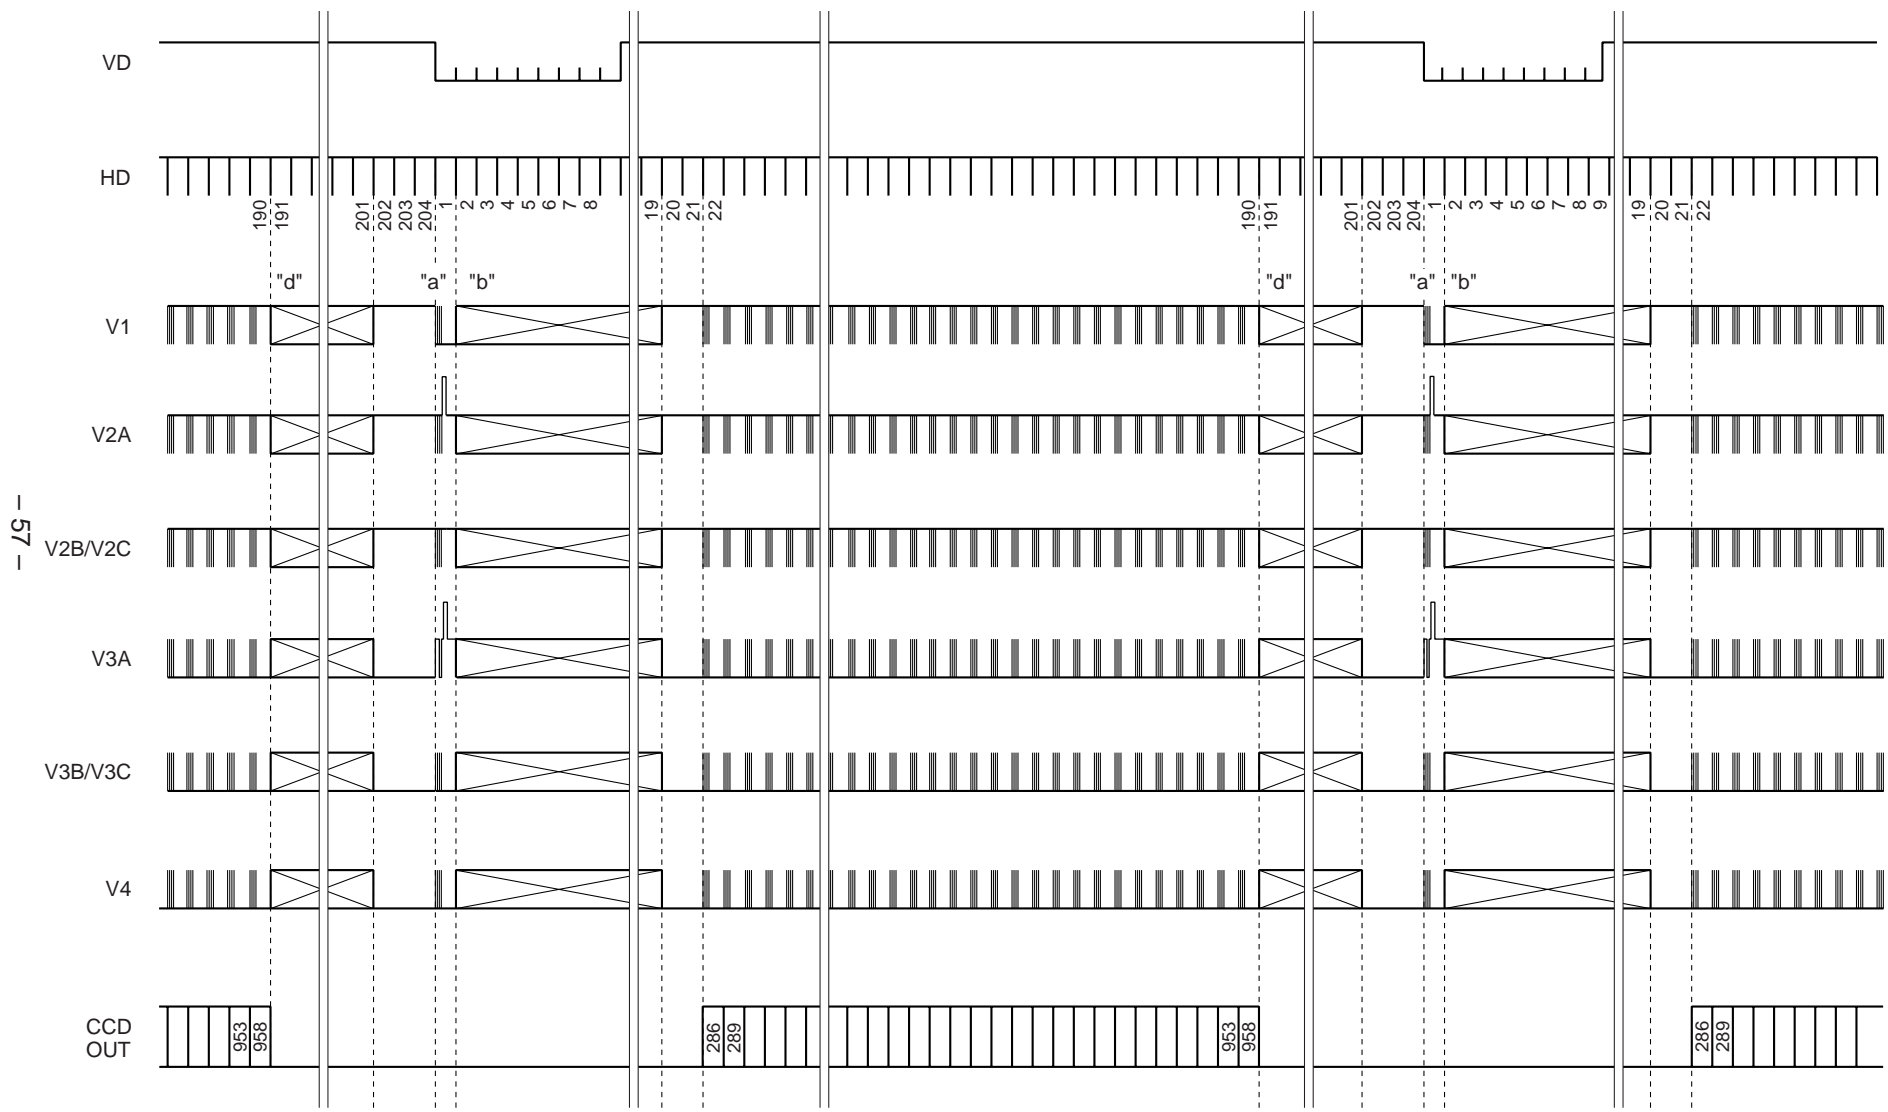 VD
HD
190 191 201 202 203 204 1 2 3 4 5 6 7 8 19 20 21 22 190 191 201 202 203 204 1 2 3 4 5 6 7 8 9 19 20 21 22
"d" "a" "b" "d" "a" "b"
V1
V2A
V2B/V2C
V3A
V3B/V3C
V4
CCD
OUT
953 958 286 289 953 958 286 289
– 57 –